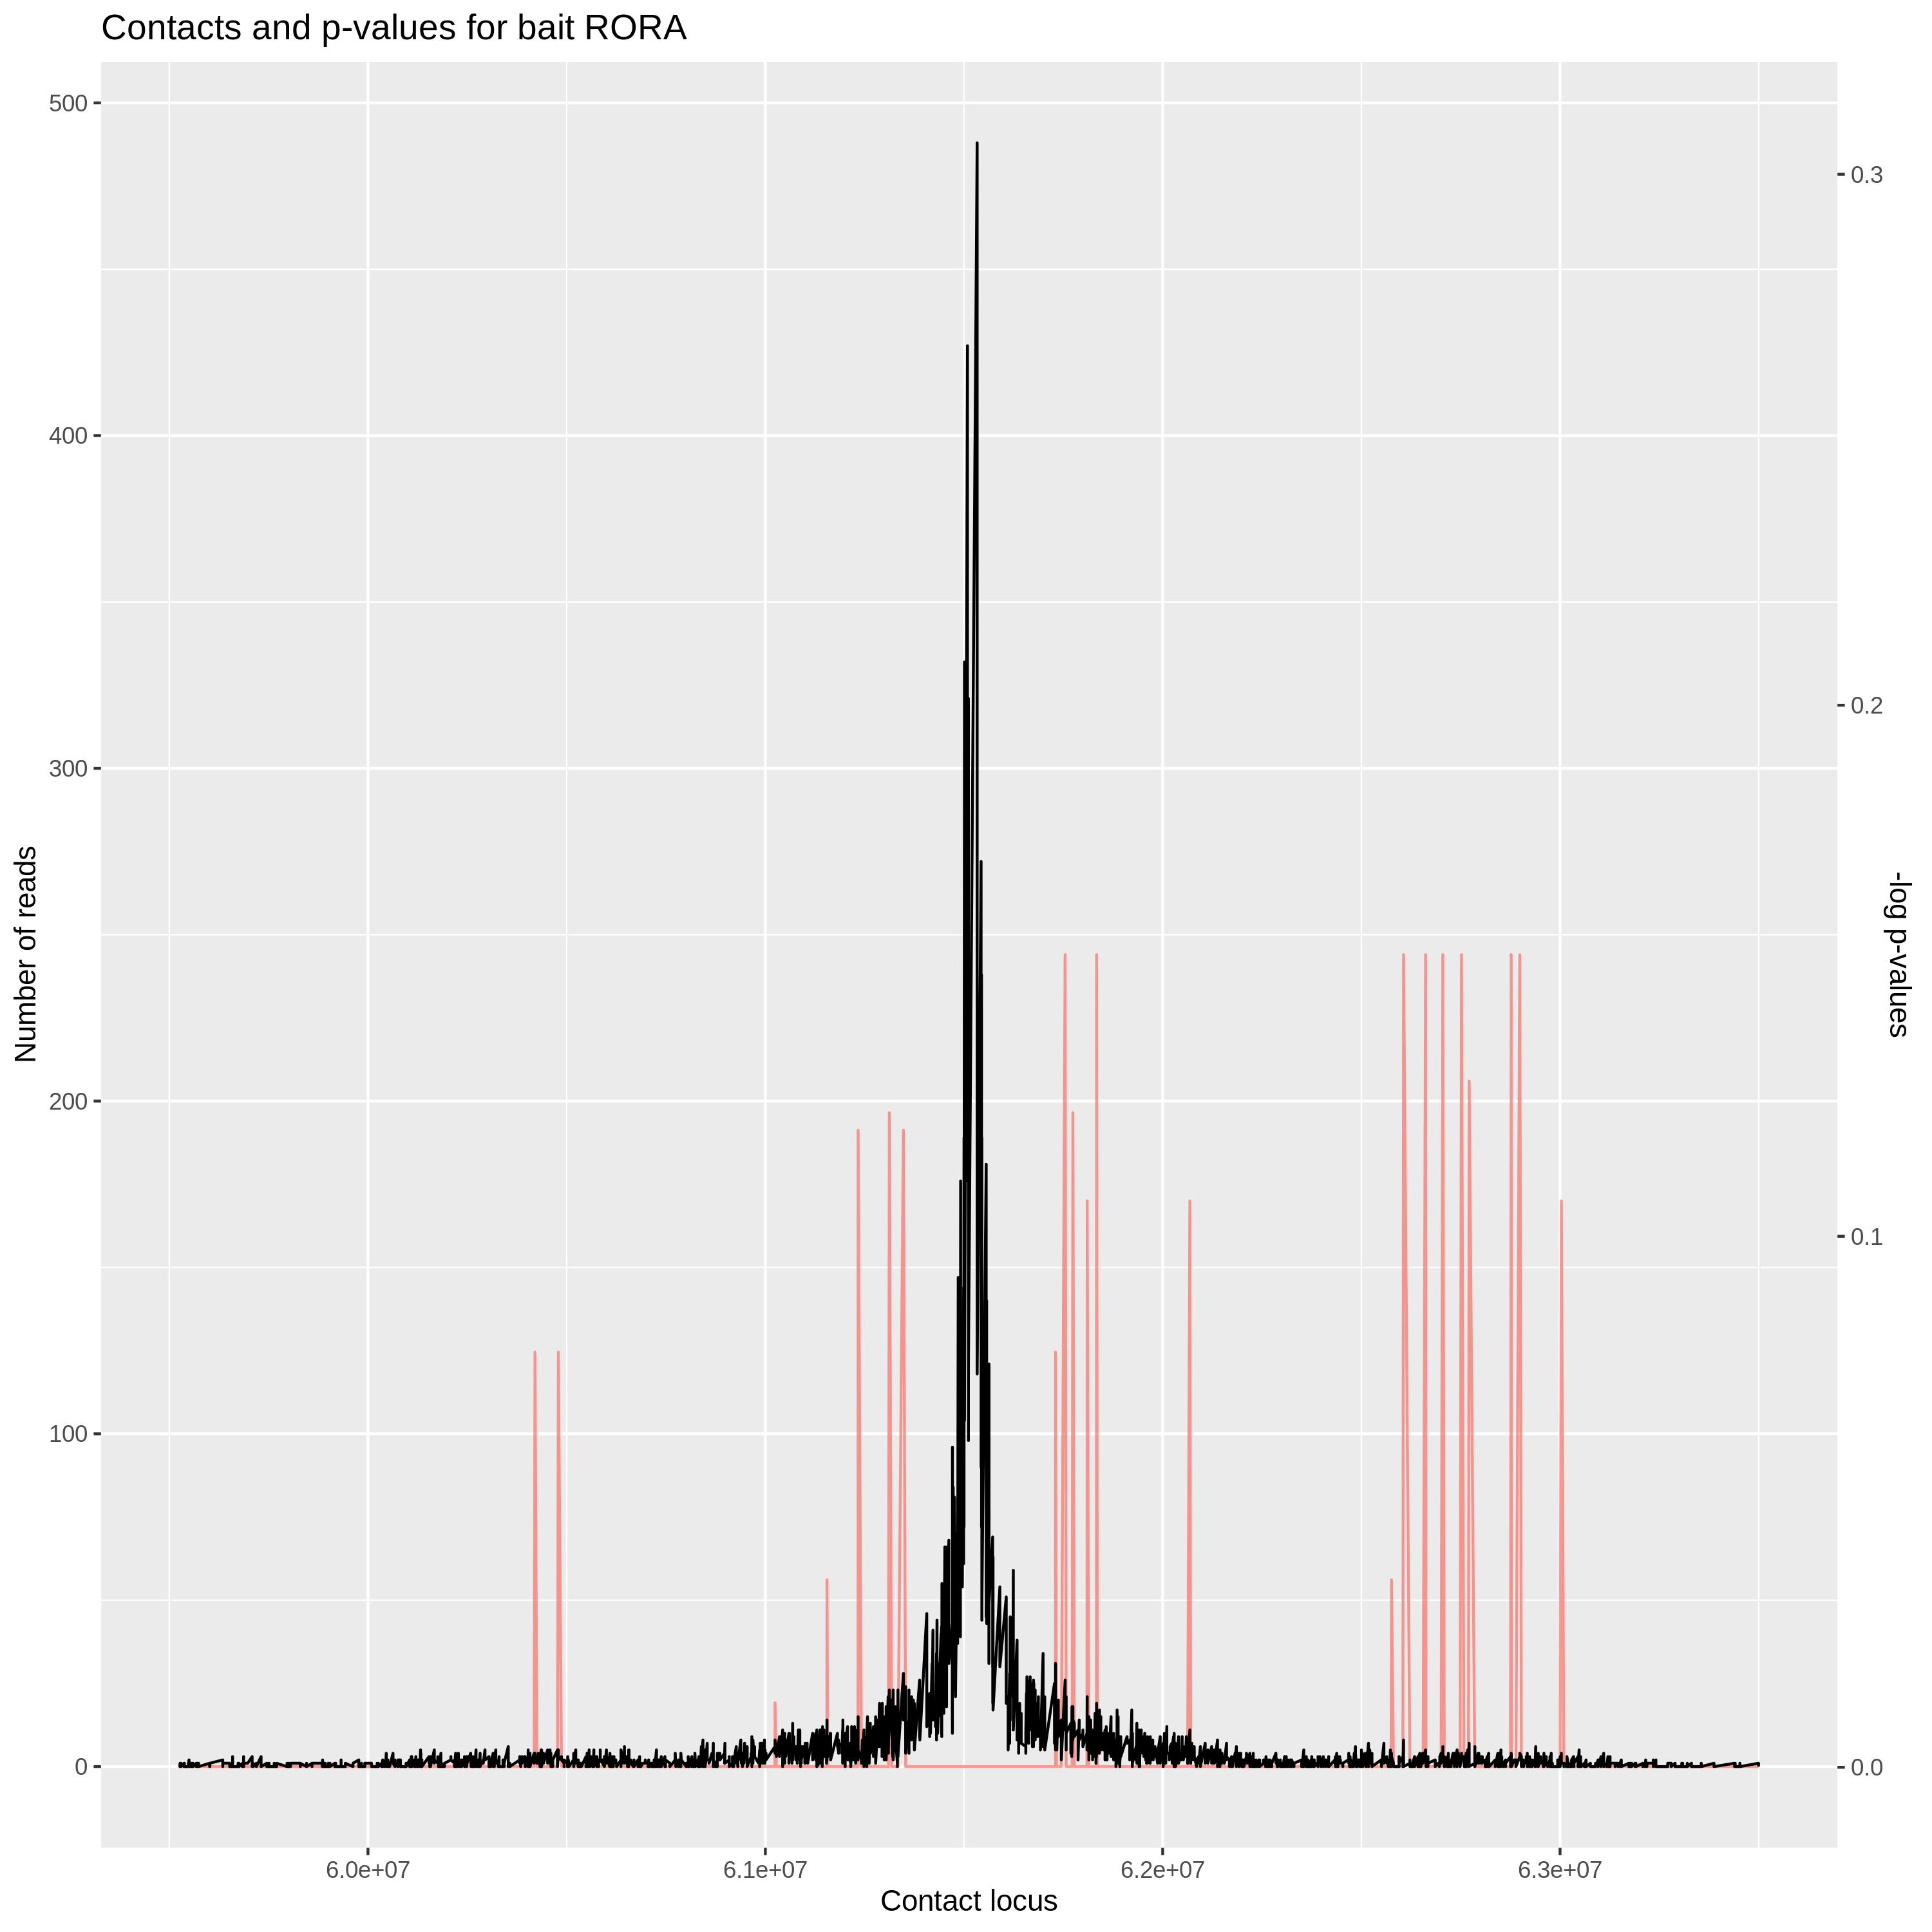 Contacts and p-values for bait RORA
500
400
300
200
100
0
Number of reads
0.3
0.2
0.1
0.0
-log p-values
6.0e+07
6.1e+07
6.2e+07
6.3e+07
Contact locus